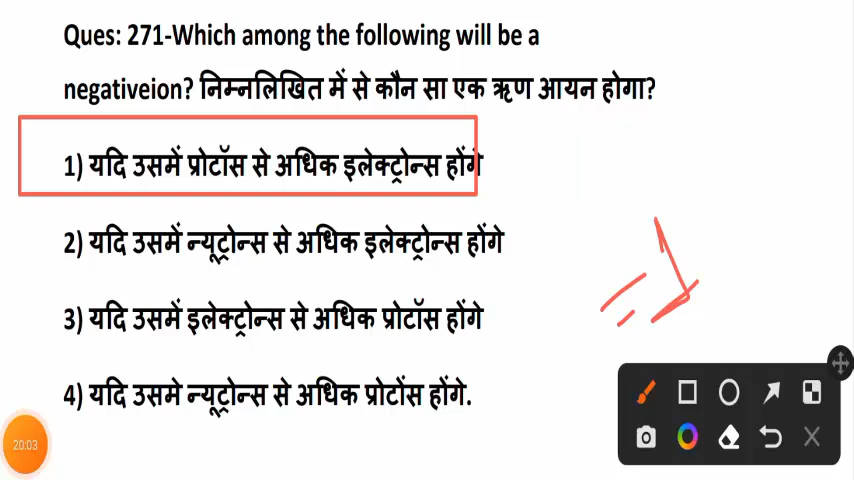 Ques: 271-Which among the following will be a
negativeion? निम्नलिखित में से कौन सा एक ऋण आयन होगा?
1) यदि उसमें प्रोटॉस से अधिक इलेक्ट्रोन्स होंगे
2) यदि उसमें न्यूट्रोन्स से अधिक इलेक्ट्रोन्स होंगे
3) यदि उसमें इलेक्ट्रोन्स से अधिक प्रोटॉस होंगे
4) यदि उसमे न्यूट्रोन्स से अधिक प्रोटोंस होंगे.
20:03